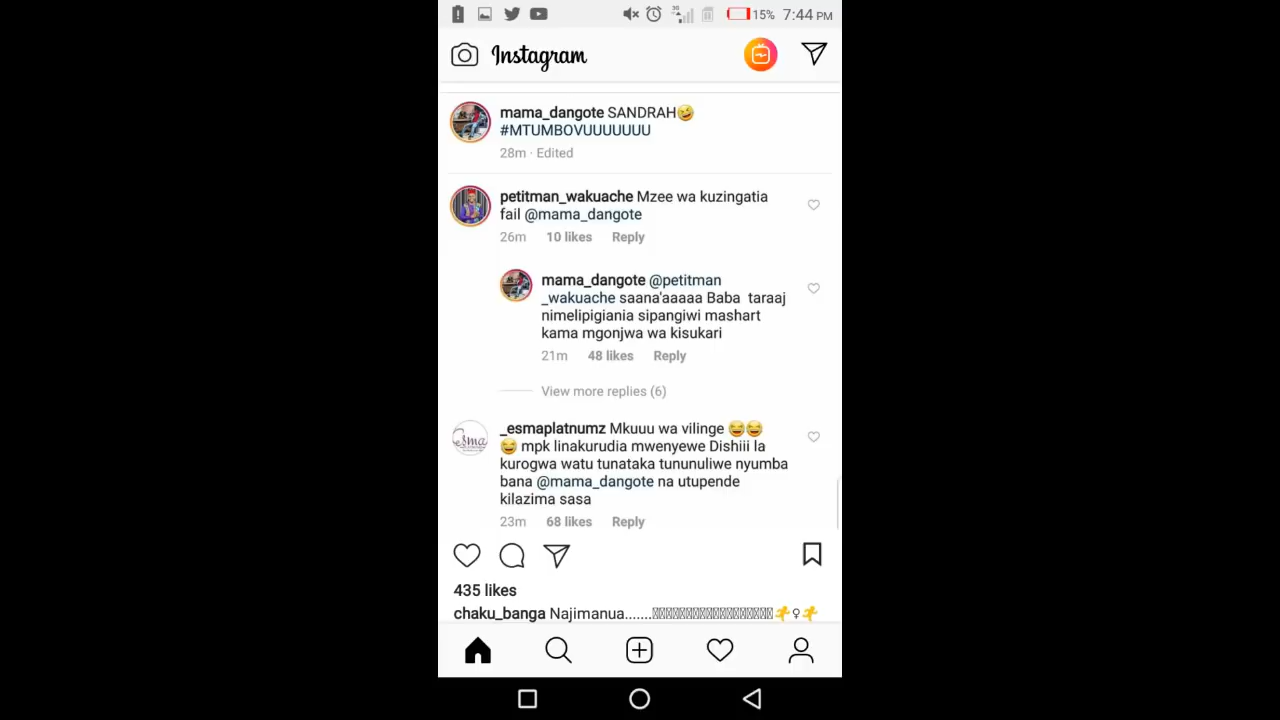 15% 7:44 PM
Instagram
mama_dangote SANDRAH🤣
#MTUMBOVUUUUUUU
28m · Edited
petitman_wakuache Mzee wa kuzingatia
fail @mama_dangote
26m 10 likes Reply
mama_dangote @petitman
_wakuache saana'aaaaa Baba taraaj
nimelipigiania sipangiwi mashart
kama mgonjwa wa kisukari
21m 48 likes Reply
View more replies (6)
esma
_esmaplatnumz Mkuuu wa vilinge 😂😂
😂 mpk linakurudia mwenyewe Dishiii la
kurogwa watu tunataka tununuliwe nyumba
bana @mama_dangote na utupende
kilazima sasa
23m 68 likes Reply
435 likes
chaku_banga Najimanua.......